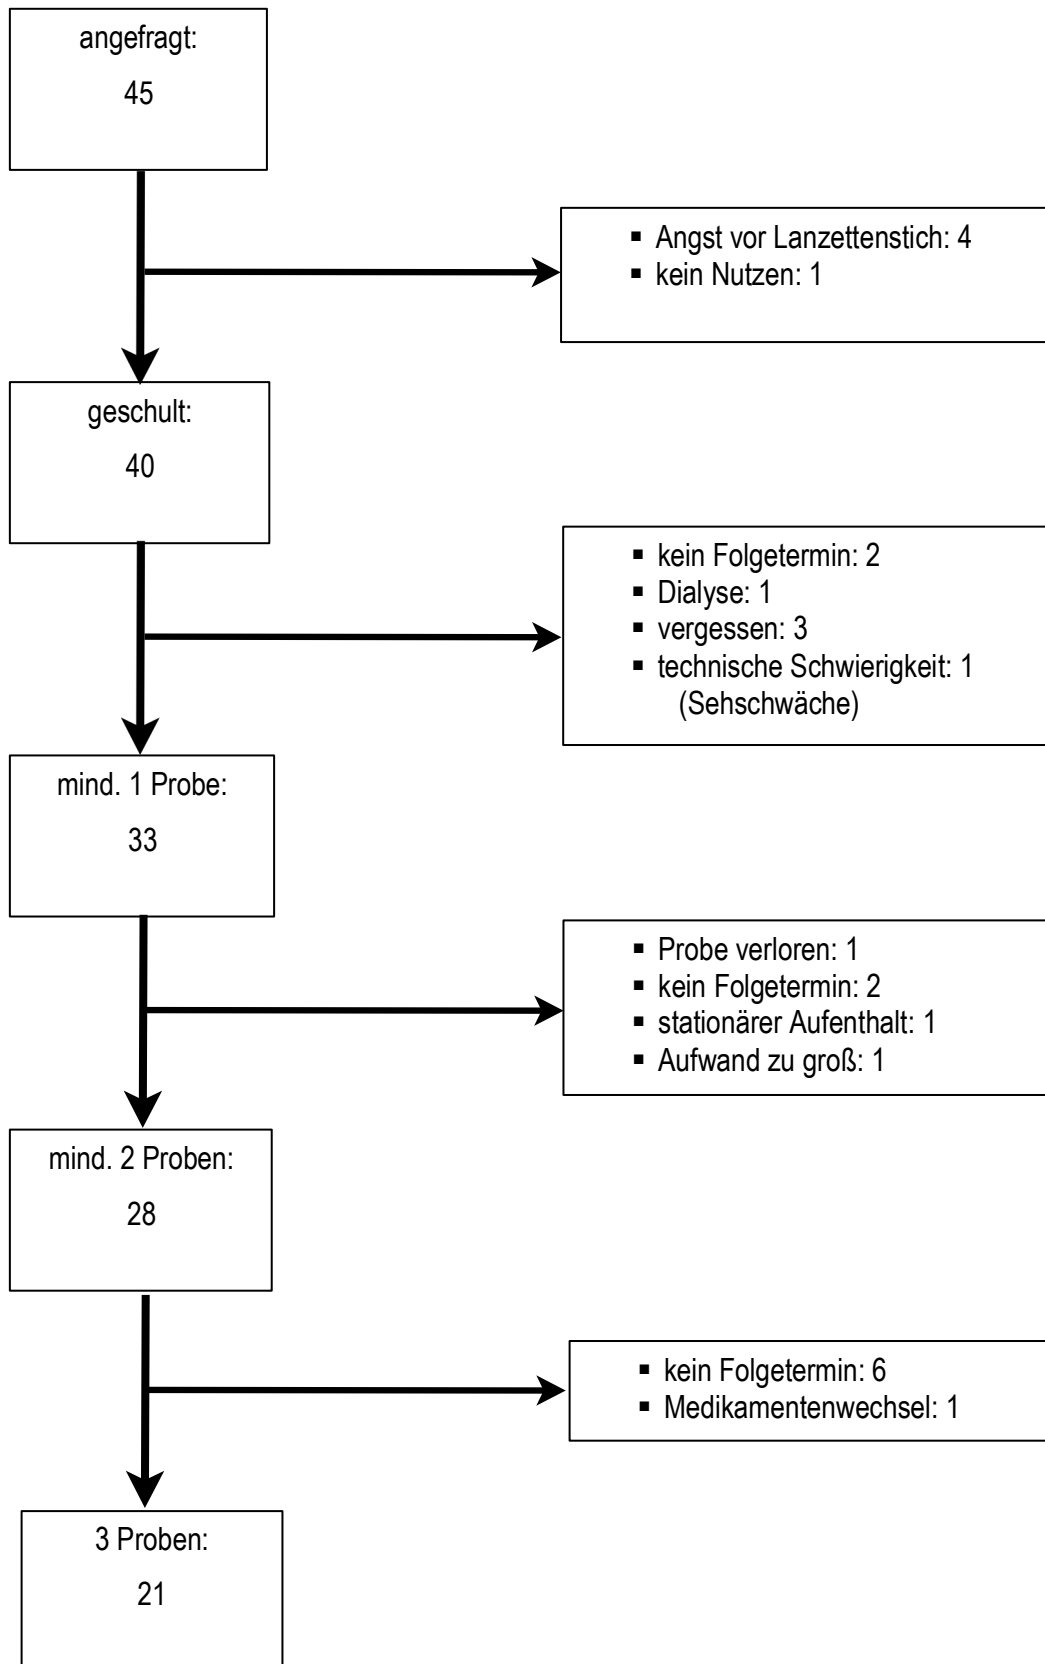 angefragt:
45
▪ Angst vor Lanzettenstich: 4
▪ kein Nutzen: 1
geschult:
40
▪ kein Folgetermin: 2
▪ Dialyse: 1
▪ vergessen: 3
▪ technische Schwierigkeit: 1
(Sehschwäche)
mind. 1 Probe:
33
▪ Probe verloren: 1
▪ kein Folgetermin: 2
▪ stationärer Aufenthalt: 1
▪ Aufwand zu groß: 1
mind. 2 Proben:
28
▪ kein Folgetermin: 6
▪ Medikamentenwechsel: 1
3 Proben:
21